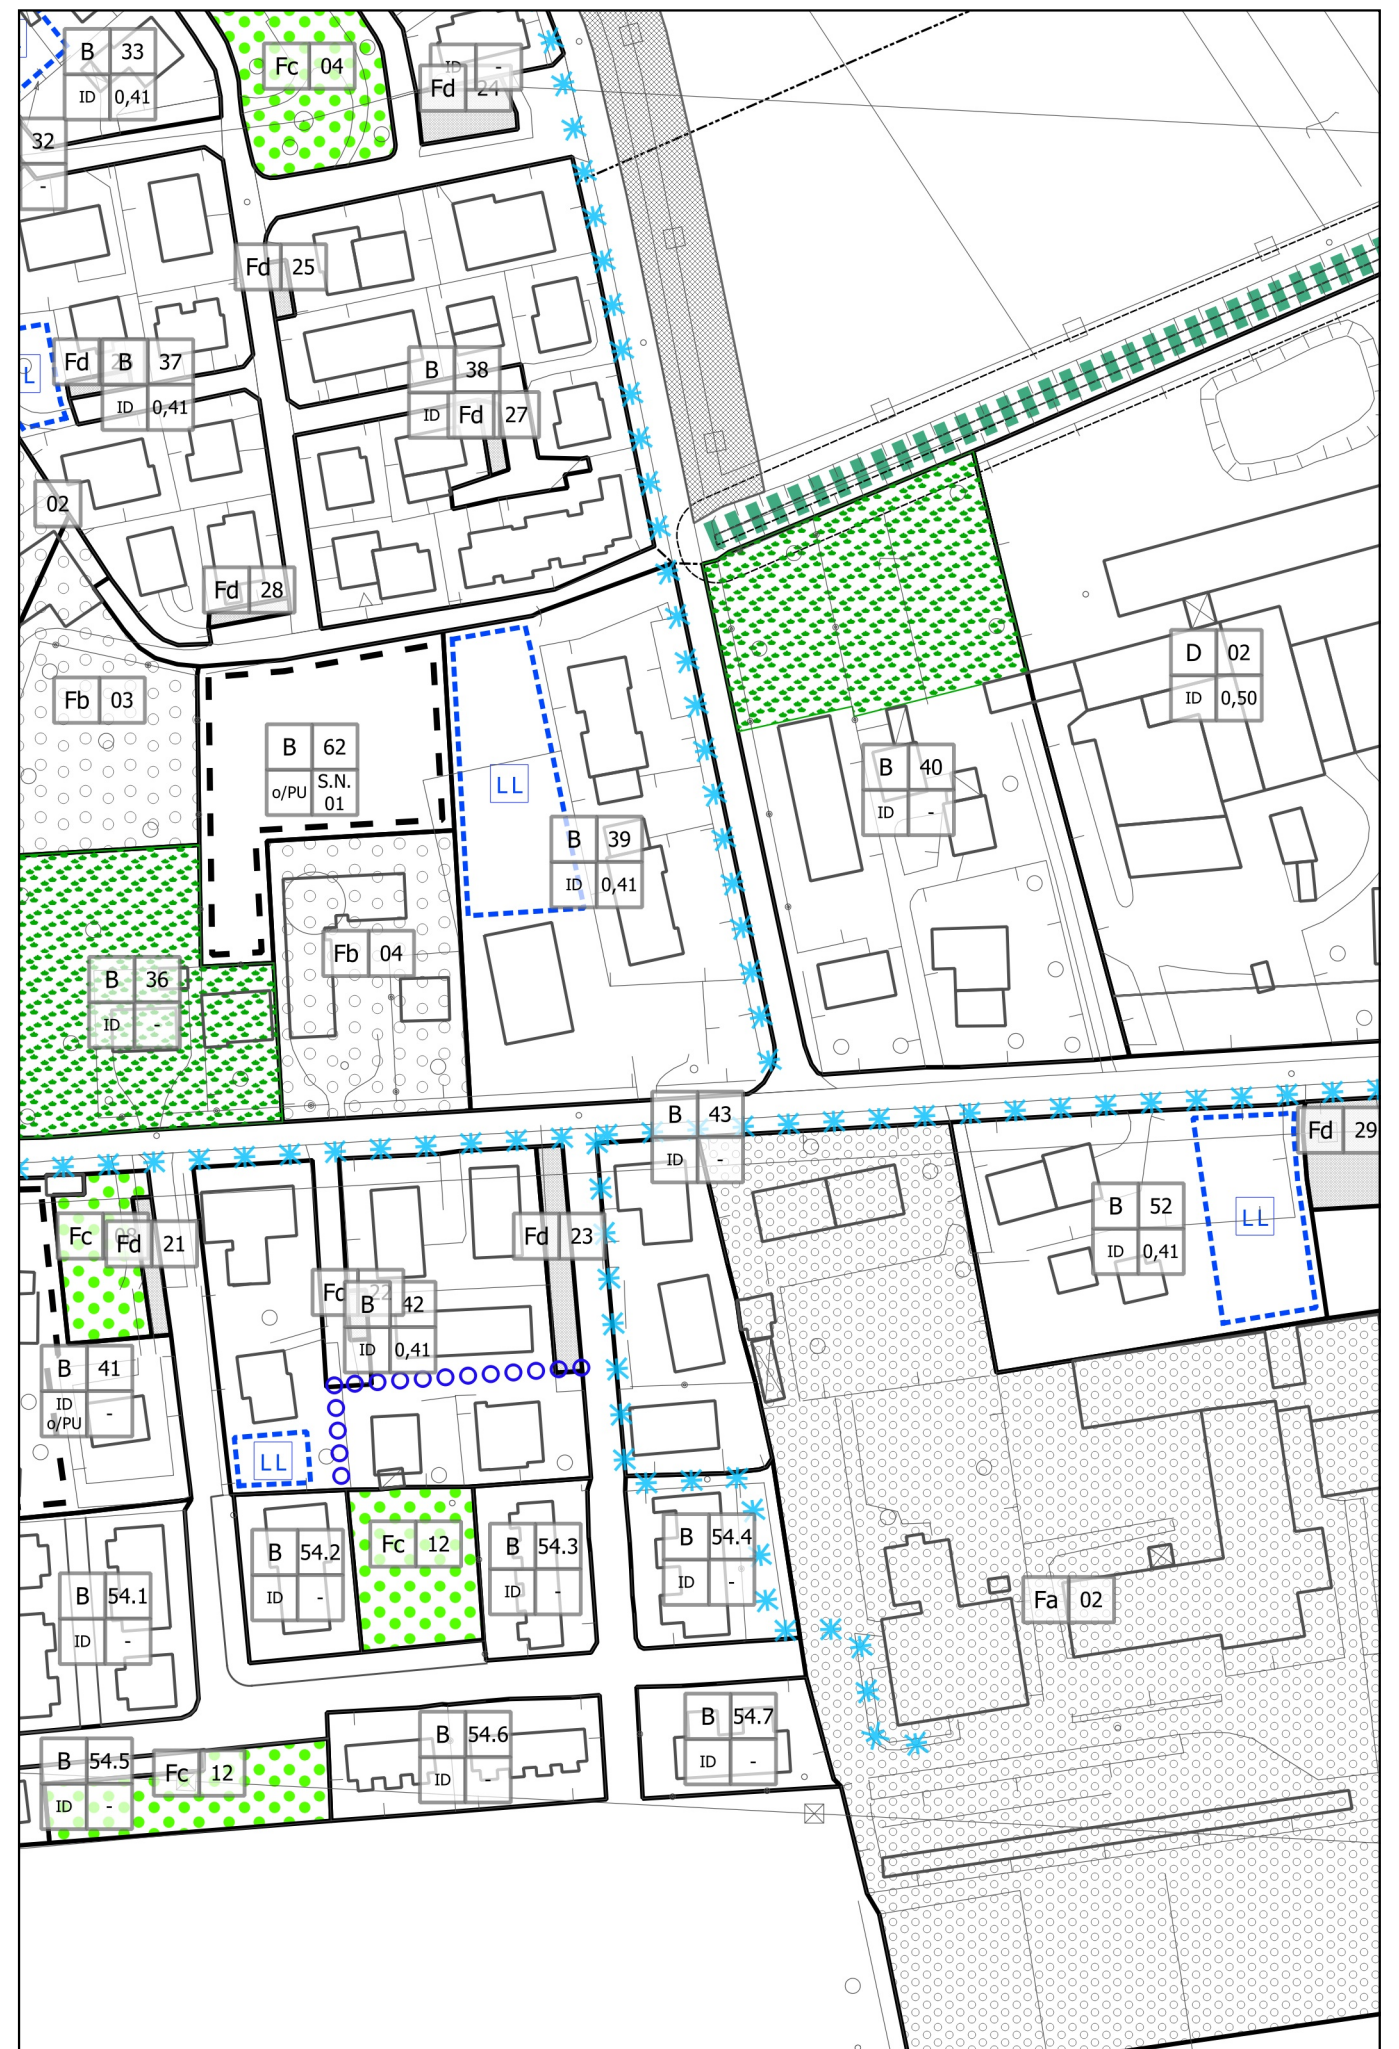 B 33
ID 0,41
Fc 04
ID -
Fd 24
32
-
Fd 25
Fd
B 37
ID 0,41
B 38
ID
Fd 27
L
02
Fd 28
Fb 03
B 62
o/PU S.N. 01
LL
B 39
ID 0,41
B 40
ID -
D 02
ID 0,50
Fb 04
B 36
ID -
B 43
ID -
Fd 29
B 52
ID 0,41
LL
Fc
Fd 21
Fd 23
Fd 22
B 42
ID 0,41
B 41
ID o/PU -
LL
B 54.2
ID -
Fc 12
B 54.3
ID -
B 54.4
ID -
B 54.1
ID -
Fa 02
B 54.5
ID -
Fc 12
B 54.6
ID -
B 54.7
ID -